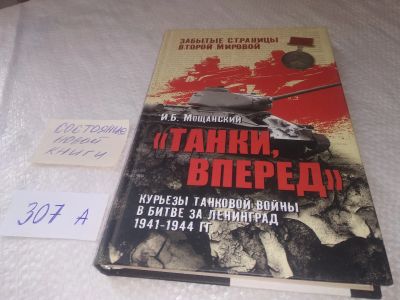 ЗАБЫТЫЕ СТРАНИЦЫ
ВТОРОЙ МИРОВОЙ
И.Б. Мощанский
«ТАНКИ,
ВПЕРЕД»
КУРЬЕЗЫ ТАНКОВОЙ ВОЙНЫ
В БИТВЕ ЗА ЛЕНИНГРАД
1941-1944 ГГ.
СОСТОЯНИЕ
НОВОЙ
КНИГИ
307 А